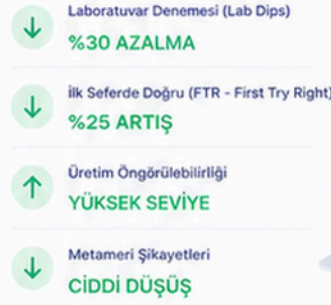 Laboratuvar Denemesi (Lab Dips)
%30 AZALMA
İlk Seferde Doğru (FTR - First Try Right)
%25 ARTIŞ
Üretim Öngörülebilirliği
YÜKSEK SEVİYE
Metameri Şikayetleri
CİDDİ DÜŞÜŞ